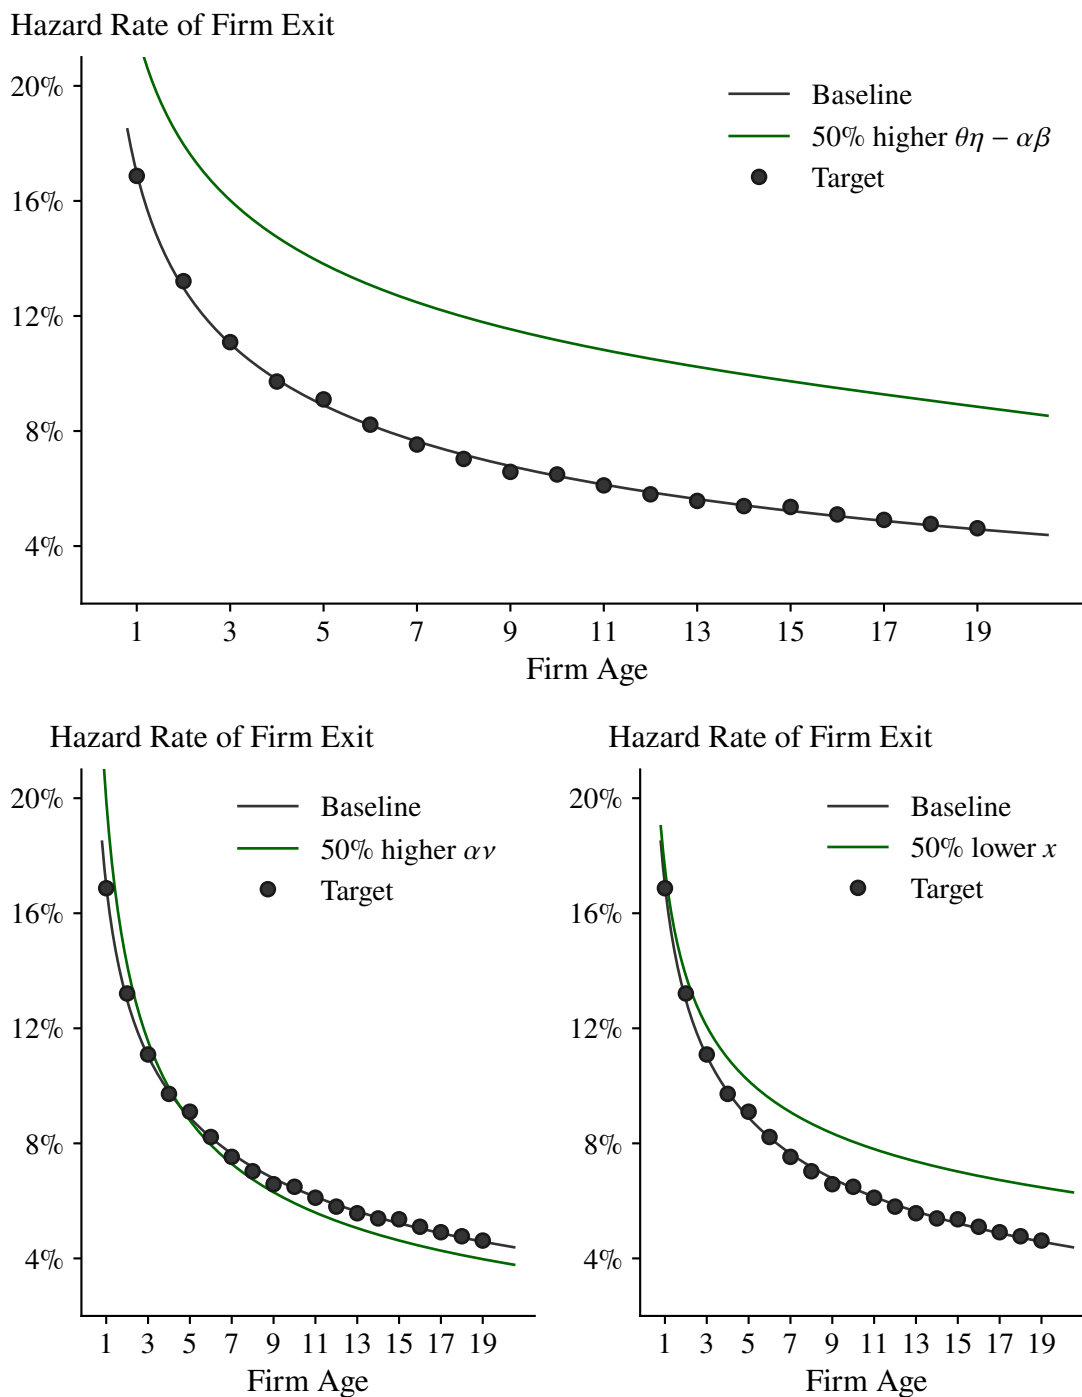 Hazard Rate of Firm Exit
20%
16%
12%
8%
4%
Baseline
50% higher θη − αβ
Target
1 3 5 7 9 11 13 15 17 19
Firm Age
Hazard Rate of Firm Exit
20%
16%
12%
8%
4%
Baseline
50% higher αν
Target
1 3 5 7 9 11 13 15 17 19
Firm Age
Hazard Rate of Firm Exit
20%
16%
12%
8%
4%
Baseline
50% lower x
Target
1 3 5 7 9 11 13 15 17 19
Firm Age